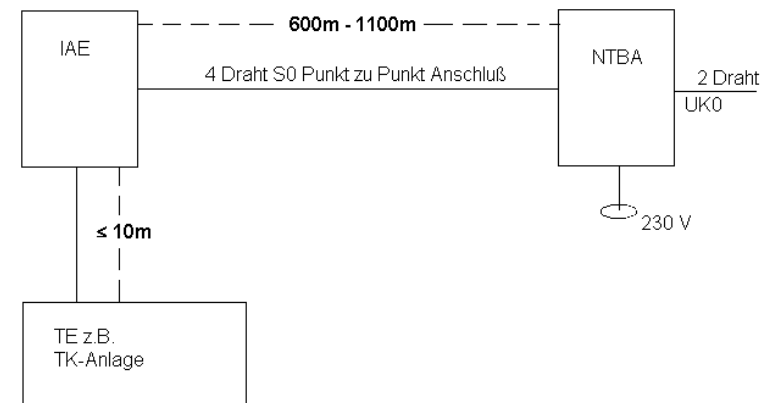 600m - 1100m
IAE
NTBA
4 Draht S0 Punkt zu Punkt Anschluß
2 Draht
UK0
230 V
≤ 10m
TE z.B.
TK-Anlage